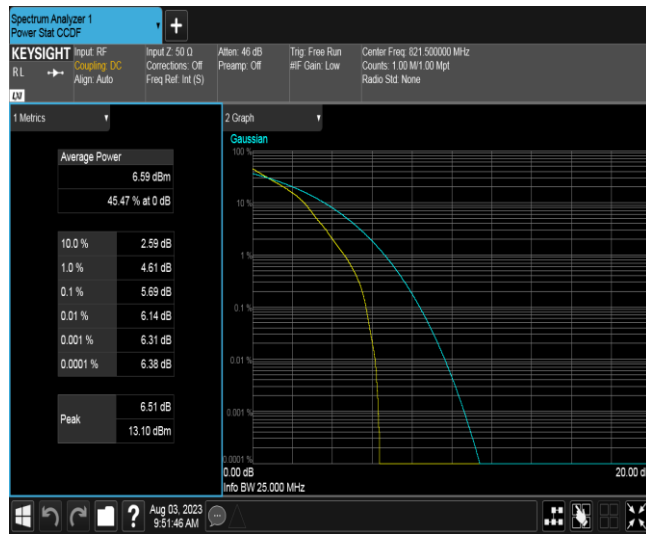 Spectrum Analyzer 1
Power Stat CCDF
+
KEYSIGHT Input: RF Input Z: 50 Ω Atten: 46 dB Trig: Free Run Center Freq: 821.500000 MHz
RL Coupling: DC Corrections: Off Preamp: Off #IF Gain: Low Counts: 1.00 M/1.00 Mpt
Align: Auto Freq Ref: Int (S) Radio Std: None
LXI
1 Metrics
2 Graph
Average Power
6.59 dBm
45.47 % at 0 dB
10.0 % 2.59 dB
1.0 % 4.61 dB
0.1 % 5.69 dB
0.01 % 6.14 dB
0.001 % 6.31 dB
0.0001 % 6.38 dB
Peak 6.51 dB
13.10 dBm
Gaussian
100 %
10 %
1 %
0.1 %
0.01 %
0.001 %
0.0001 %
0.00 dB 20.00 d
Info BW 25.000 MHz
? Aug 03, 2023
9:51:46 AM